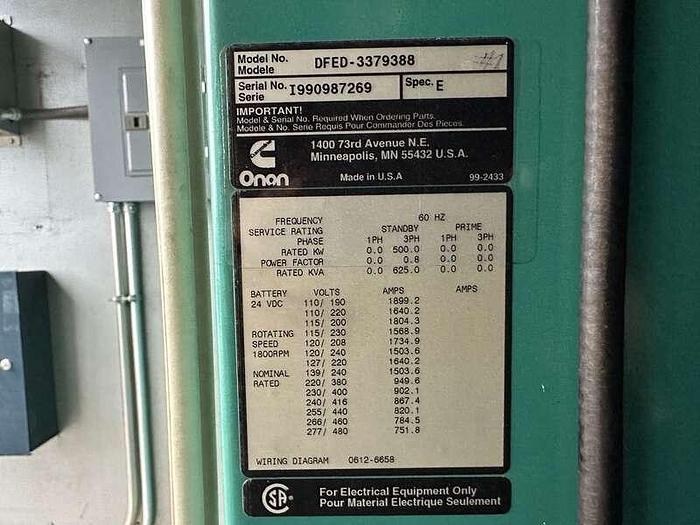 Model No. DFED-3379388
Modele
#1
Serial No. I990987269 Spec. E
Serie
IMPORTANT!
Model & Serial No. Required When Ordering Parts.
Modele & No. Serie Requis Pour Commander Des Pieces.
1400 73rd Avenue N.E.
Minneapolis, MN 55432 U.S.A.
Onan Made in U.S.A 99-2433
FREQUENCY 60 HZ
SERVICE RATING STANDBY PRIME
PHASE 1PH 3PH 1PH 3PH
RATED KW 0.0 500.0 0.0 0.0
POWER FACTOR 0.0 0.8 0.0 0.0
RATED KVA 0.0 625.0 0.0 0.0
BATTERY VOLTS AMPS AMPS
24 VDC 110/ 190 1899.2
110/ 220 1640.2
115/ 200 1804.3
ROTATING 115/ 230 1568.9
SPEED 120/ 208 1734.9
1800RPM 120/ 240 1503.6
127/ 220 1640.2
NOMINAL 139/ 240 1503.6
RATED 220/ 380 949.6
230/ 400 902.1
240/ 416 867.4
255/ 440 820.1
266/ 460 784.5
277/ 480 751.8
WIRING DIAGRAM 0612-6658
SA ® For Electrical Equipment Only
Pour Material Electrique Seulement